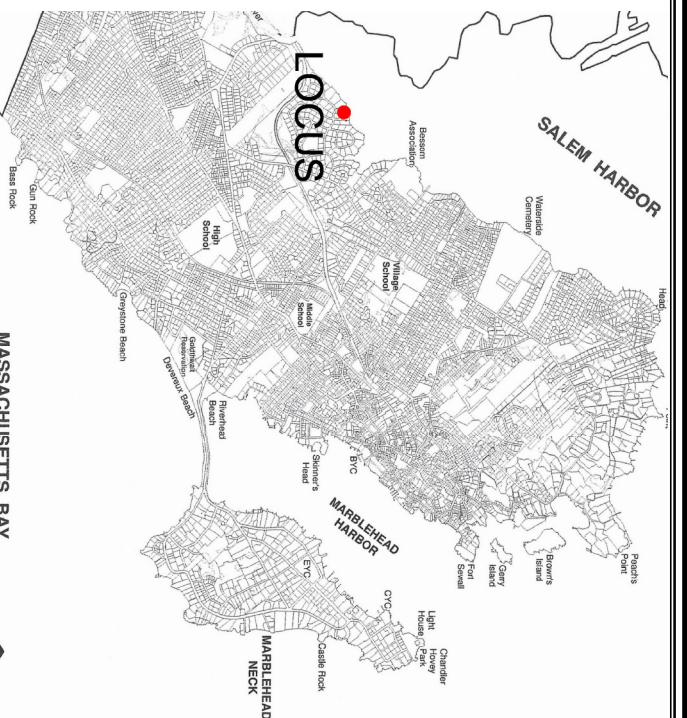 LOCUS
SALEM HARBOR
Bessom
Association
Waterside
Cemetery
Head
Village
School
High
School
Middle
School
Bass Rock
Gun Rock
Greystone Beach
Goldthwait
Reservation
Devereux Beach
Riverhead
Beach
Skinner's
Head
BYC
MARBLEHEAD
HARBOR
Fort
Sewall
Gerry
Island
Brown's
Island
Peach's
Point
EYC
CYC
Light
House
Chandler
Hovey
Park
Castle Rock
MARBLEHEAD
NECK
MASSACHUSETTS BAY